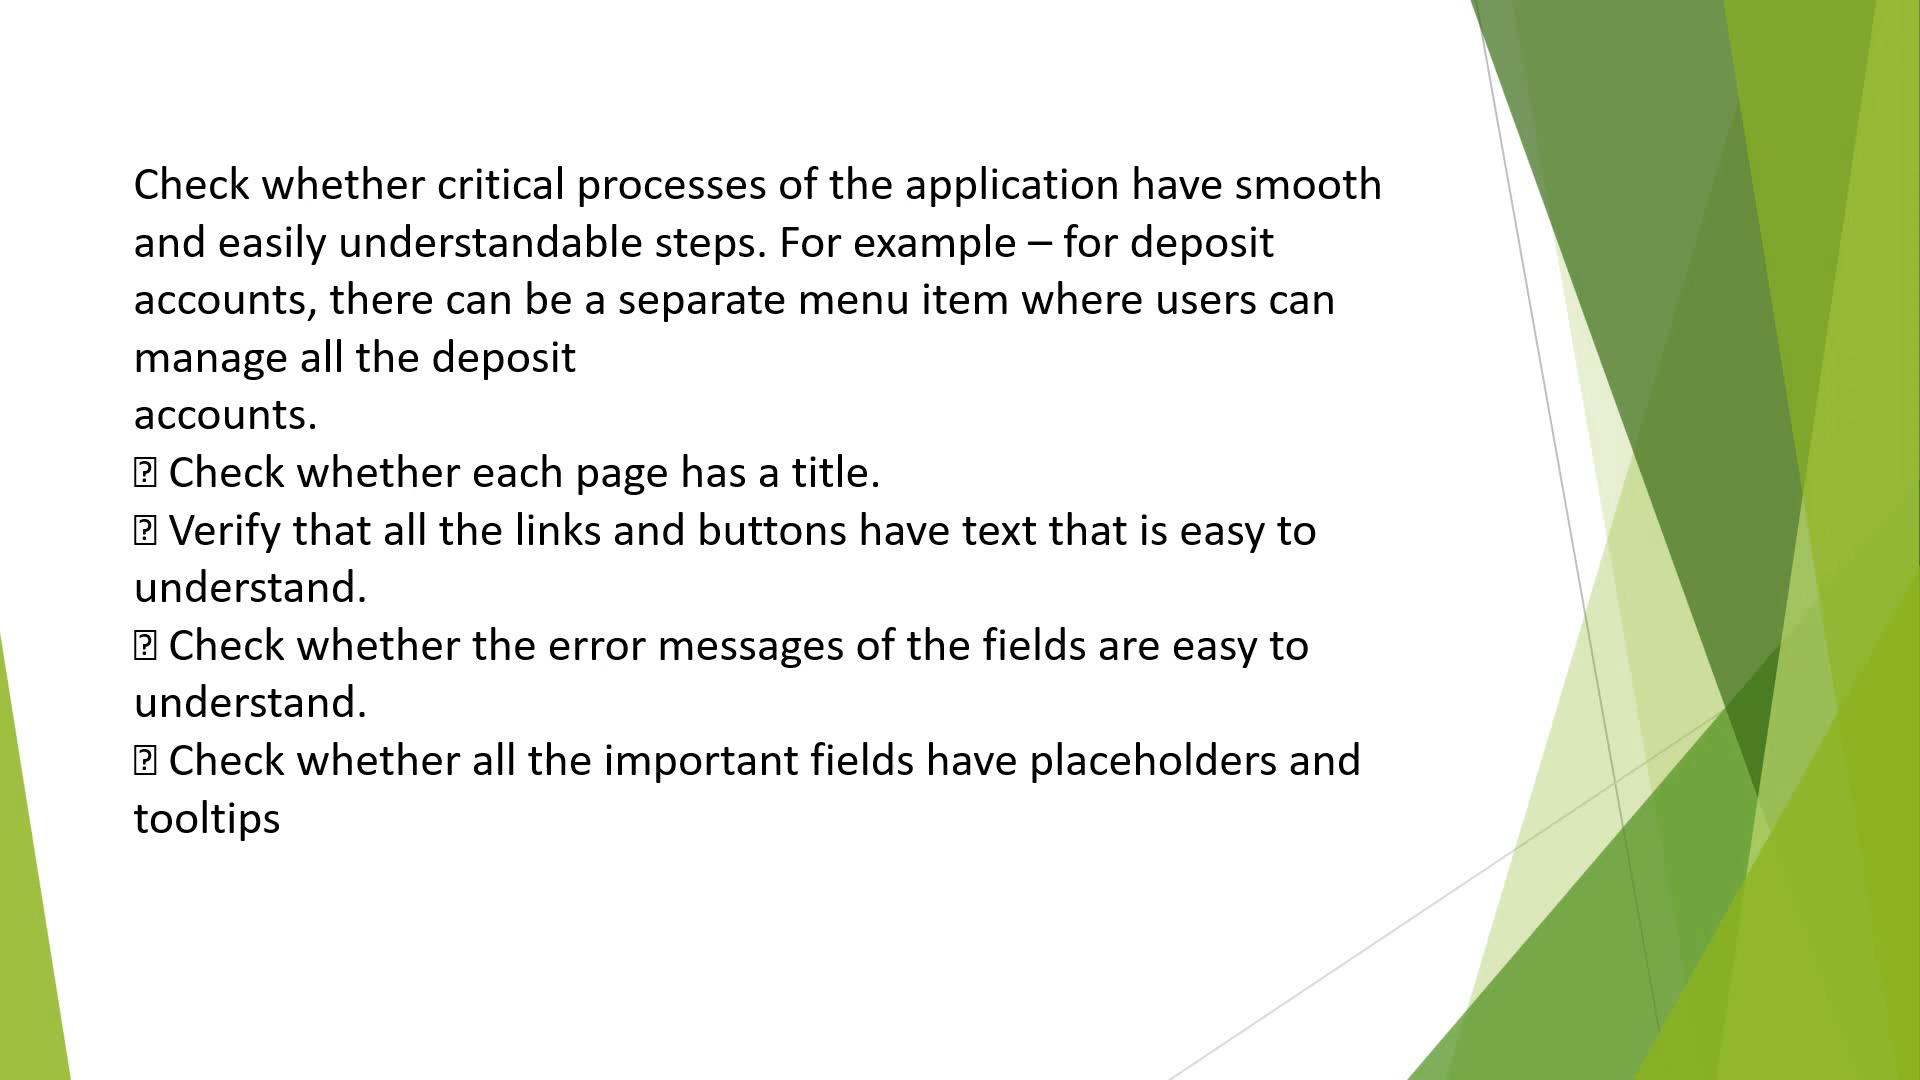 Check whether critical processes of the application have smooth
and easily understandable steps. For example – for deposit
accounts, there can be a separate menu item where users can
manage all the deposit
accounts.
⍰ Check whether each page has a title.
⍰ Verify that all the links and buttons have text that is easy to
understand.
⍰ Check whether the error messages of the fields are easy to
understand.
⍰ Check whether all the important fields have placeholders and
tooltips